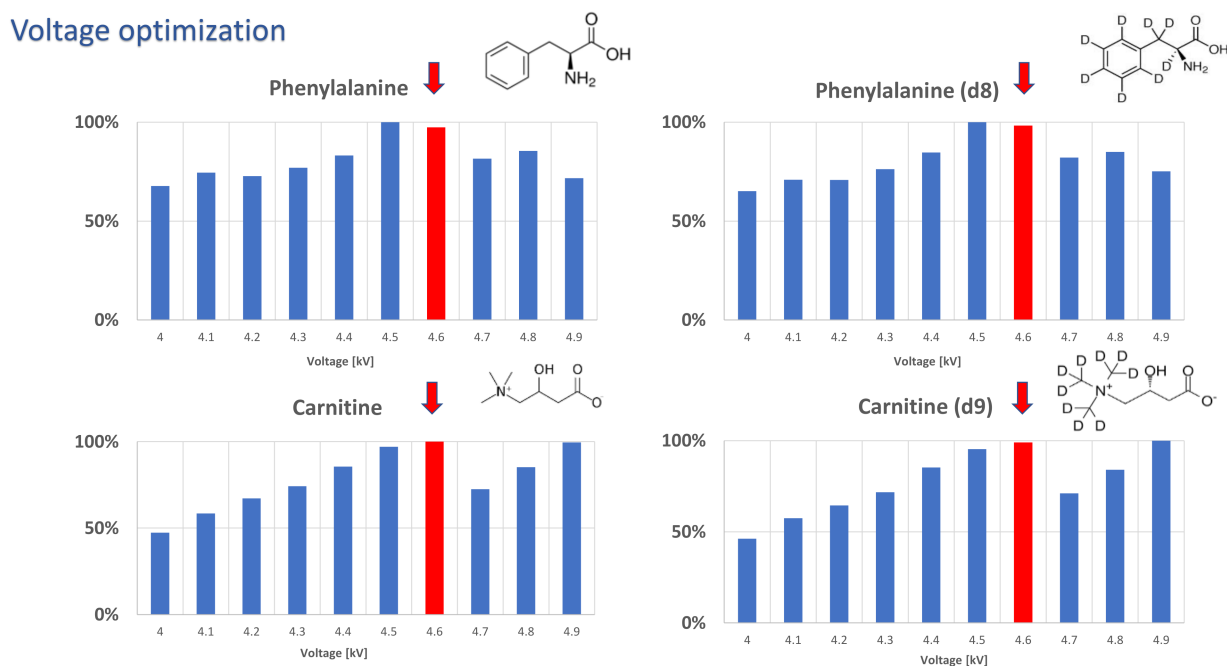 Voltage optimization
Phenylalanine
O
OH
NH₂
100%
50%
0%
4 4.1 4.2 4.3 4.4 4.5 4.6 4.7 4.8 4.9
Voltage [kV]
Phenylalanine (d8)
D D D O
D OH
D D NH₂
D D
100%
50%
0%
4 4.1 4.2 4.3 4.4 4.5 4.6 4.7 4.8 4.9
Voltage [kV]
Carnitine
OH O
N⁺ O⁻
100%
50%
0%
4 4.1 4.2 4.3 4.4 4.5 4.6 4.7 4.8 4.9
Voltage [kV]
Carnitine (d9)
D D D
D D OH O
D N⁺ O⁻
D
D D
100%
50%
0%
4 4.1 4.2 4.3 4.4 4.5 4.6 4.7 4.8 4.9
Voltage [kV]